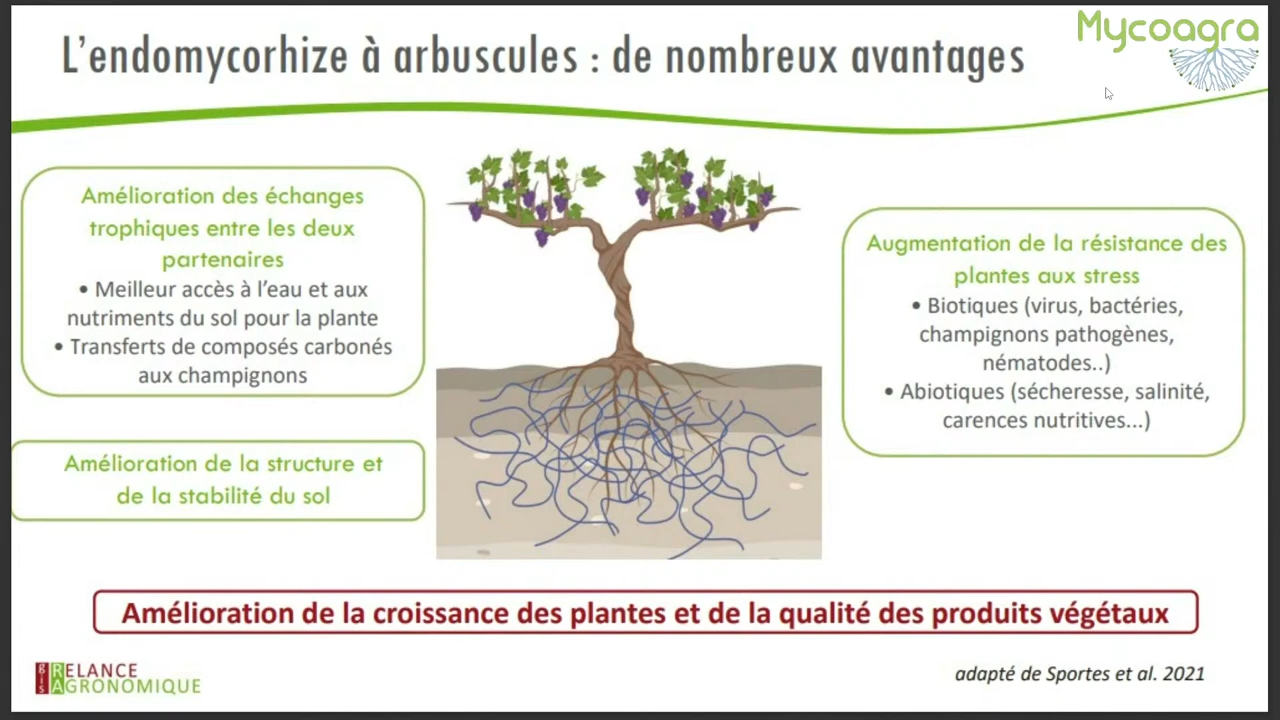 L'endomycorhize à arbuscules : de nombreux avantages
Mycoagra
Amélioration des échanges
trophiques entre les deux
partenaires
• Meilleur accès à l'eau et aux
nutriments du sol pour la plante
• Transferts de composés carbonés
aux champignons
Amélioration de la structure et
de la stabilité du sol
Augmentation de la résistance des
plantes aux stress
• Biotiques (virus, bactéries,
champignons pathogènes,
nématodes..)
• Abiotiques (sécheresse, salinité,
carences nutritives...)
Amélioration de la croissance des plantes et de la qualité des produits végétaux
gis RELANCE
AGRONOMIQUE
adapté de Sportes et al. 2021